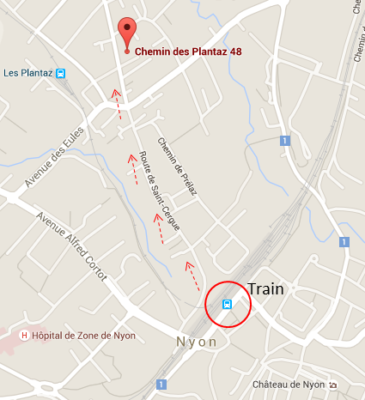 Chemin des Plantaz 48
Les Plantaz
Avenue des Eules
Chemin de Prélaz
Route de Saint-Cergue
1
Avenue Alfred Cortot
1
Train
H Hôpital de Zone de Nyon
Nyon
1
Château de Nyon